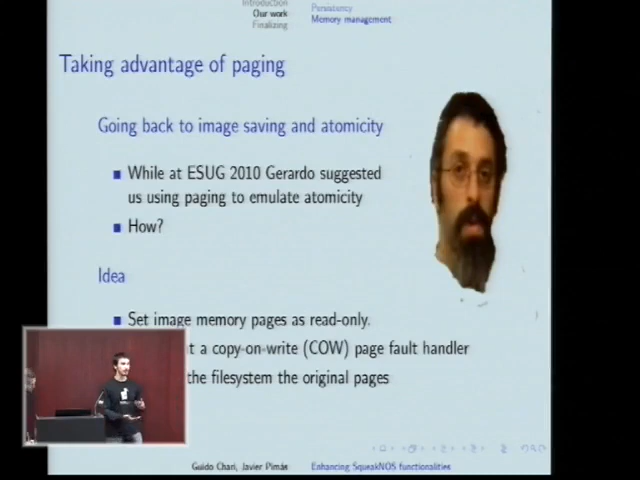 Introduction
Our work
Finalizing
Persistency
Memory management
Taking advantage of paging
Going back to image saving and atomicity
While at ESUG 2010 Gerardo suggested
us using paging to emulate atomicity
How?
Idea
Set image memory pages as read-only.
a copy-on-write (COW) page fault handler
the filesystem the original pages
Guido Chari, Javier Pimás
Enhancing SqueakNOS functionalities